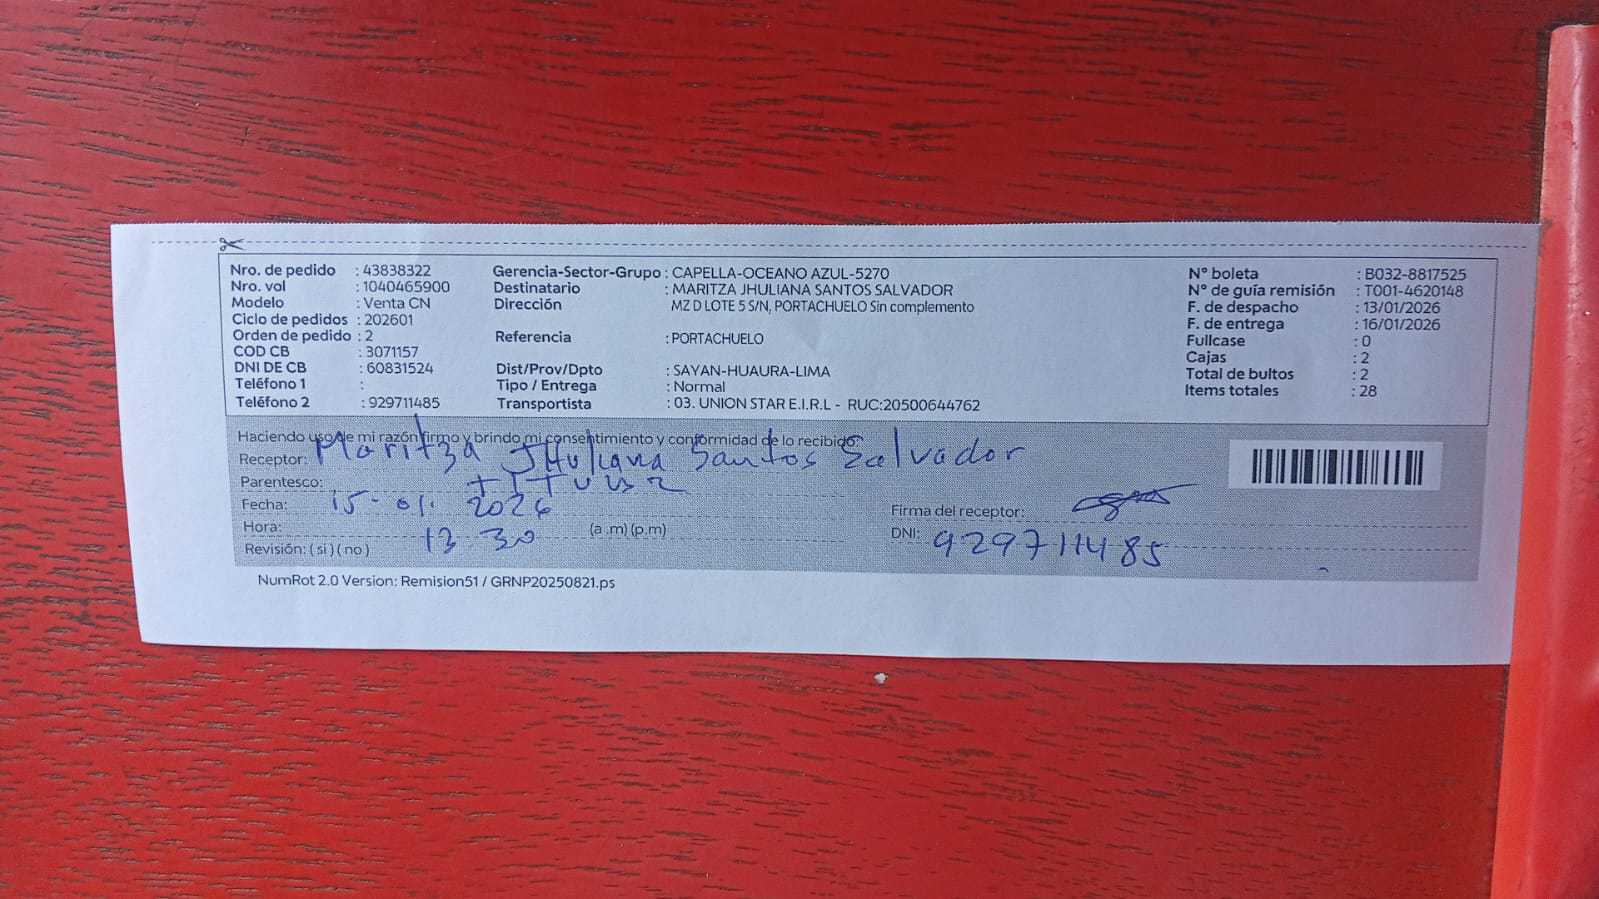 Nro. de pedido : 43838322
Nro. vol : 1040465900
Modelo : Venta CN
Ciclo de pedidos : 202601
Orden de pedido : 2
COD CB : 3071157
DNI DE CB : 60831524
Teléfono 1 :
Teléfono 2 : 929711485
Gerencia-Sector-Grupo : CAPELLA-OCEANO AZUL-5270
Destinatario : MARITZA JHULIANA SANTOS SALVADOR
Dirección MZ D LOTE 5 S/N, PORTACHUELO Sin complemento
Referencia : PORTACHUELO
Dist/Prov/Dpto : SAYAN-HUAURA-LIMA
Tipo / Entrega : Normal
Transportista : 03. UNION STAR E.I.R.L - RUC:20500644762
N° boleta : B032-8817525
N° de guía remisión : T001-4620148
F. de despacho : 13/01/2026
F. de entrega : 16/01/2026
Fullcase : 0
Cajas : 2
Total de bultos : 2
Items totales : 28
Haciendo uso de mi razón firmo y brindo mi consentimiento y conformidad de lo recibido:
Receptor: Maritza Jhuliana Santos Salvador
Parentesco: titular
Fecha: 15-01. 2026
Hora: 13 30 (a .m) (p.m)
Revisión: ( si ) ( no )
Firma del receptor:
DNI: 929711485
NumRot 2.0 Version: Remision51 / GRNP20250821.ps